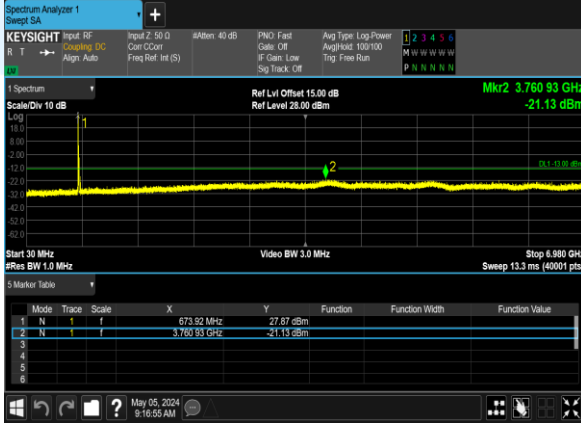 Spectrum Analyzer 1
Swept SA
KEYSIGHT Input: RF Input Z: 50 Ω #Atten: 40 dB PNO: Fast Avg Type: Log-Power 1 2 3 4 5 6
R T Coupling: DC Corr CCorr Gate: Off Avg|Hold: 100/100 M W W W W W
Align: Auto Freq Ref: Int (S) IF Gain: Low Trig: Free Run
Sig Track: Off P N N N N N
1 Spectrum Ref Lvl Offset 15.00 dB Mkr2 3.760 93 GHz
Scale/Div 10 dB Ref Level 28.00 dBm -21.13 dBm
Log
18.0
8.00
-2.00
-12.0
-22.0
-32.0
-42.0
-52.0
-62.0
1
2
DL1 -13.00 dBm
Start 30 MHz Video BW 3.0 MHz Stop 6.980 GHz
#Res BW 1.0 MHz Sweep 13.3 ms (40001 pts
5 Marker Table
Mode Trace Scale X Y Function Function Width Function Value
1 N 1 f 673.92 MHz 27.87 dBm
2 N 1 f 3.760 93 GHz -21.13 dBm
3
4
5
6
? May 05, 2024
9:16:55 AM